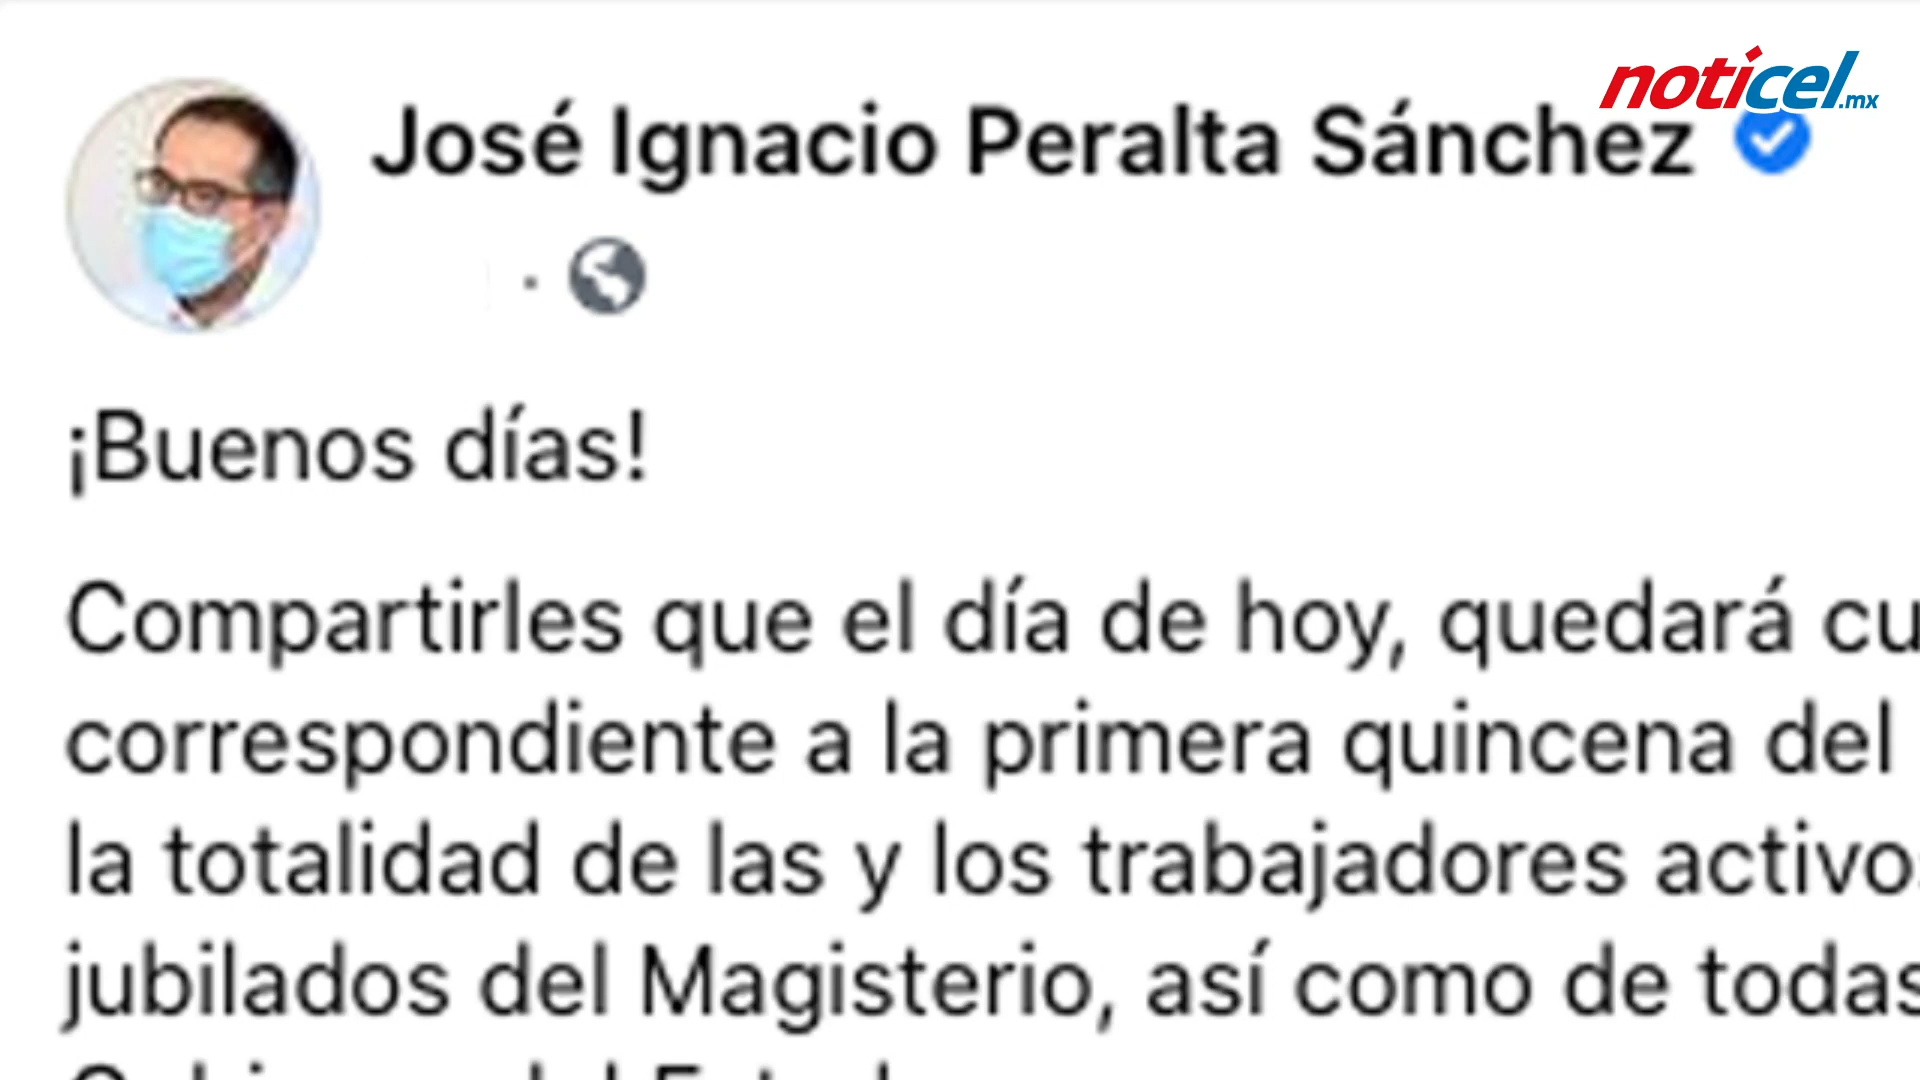 noticel.mx
José Ignacio Peralta Sánchez
¡Buenos días!
Compartirles que el día de hoy, quedará cu
correspondiente a la primera quincena del
la totalidad de las y los trabajadores activos
jubilados del Magisterio, así como de todas